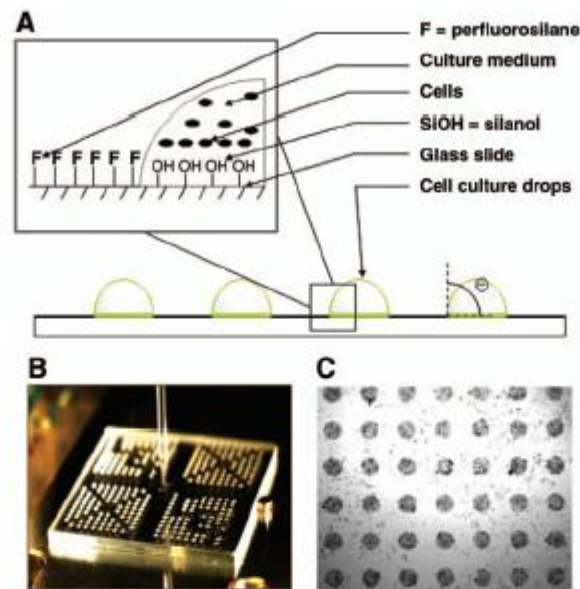 A
F = perfluorosilane
Culture medium
Cells
SiOH = silanol
Glass slide
Cell culture drops
F F F F F F
OH OH OH OH
Θ
B
C